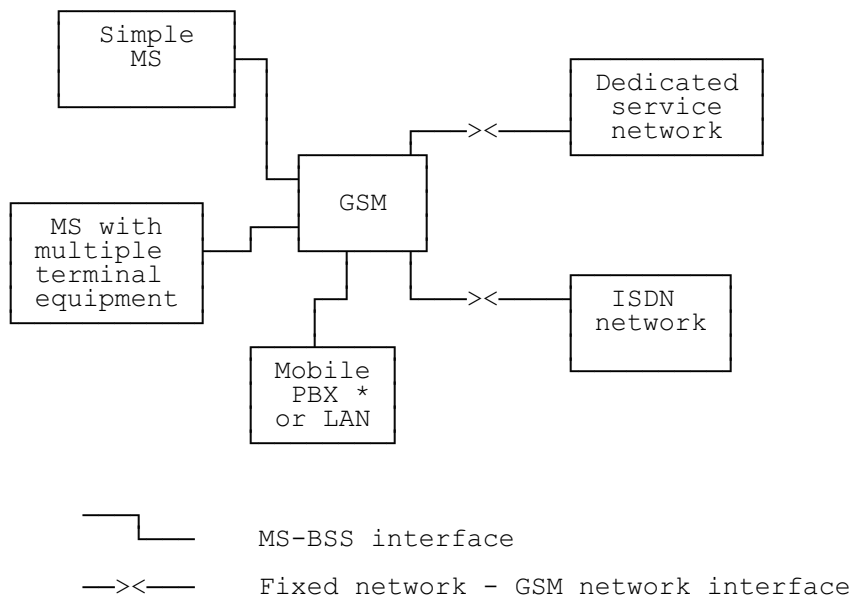 Simple
MS
Dedicated
service
network
><
GSM
MS with
multiple
terminal
equipment
><
ISDN
network
Mobile
PBX *
or LAN
MS-BSS interface
><
Fixed network - GSM network interface